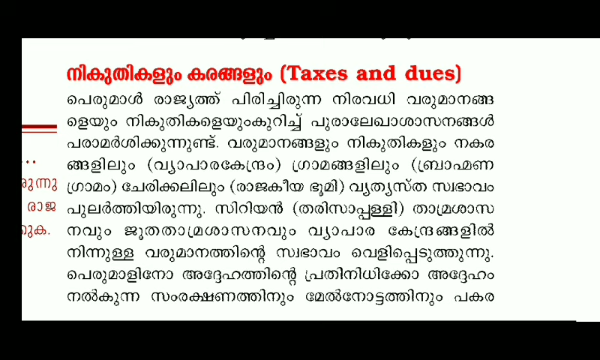 നികുതികളും കരങ്ങളും (Taxes and dues)
പെരുമാൾ രാജ്യത്ത് പിരിച്ചിരുന്ന നിരവധി വരുമാനങ്ങ
ളെയും നികുതികളെയുംകുറിച്ച് പുരാലേഖാശാസനങ്ങൾ
പരാമർശിക്കുന്നുണ്ട്. വരുമാനങ്ങളും നികുതികളും നകര
ങ്ങളിലും (വ്യാപാരകേന്ദ്രം) ഗ്രാമങ്ങളിലും (ബ്രാഹ്മണ
ഗ്രാമം) ചേരിക്കലിലും (രാജകീയ ഭൂമി) വ്യത്യസ്ത സ്വഭാവം
പുലർത്തിയിരുന്നു. സിറിയൻ (തരിസാപ്പള്ളി) താമ്രശാസ
നവും ജൂതതാമ്രശാസനവും വ്യാപാര കേന്ദ്രങ്ങളിൽ
നിന്നുള്ള വരുമാനത്തിന്റെ സ്വഭാവം വെളിപ്പെടുത്തുന്നു.
പെരുമാളിനോ അദ്ദേഹത്തിന്റെ പ്രതിനിധിക്കോ അദ്ദേഹം
നൽകുന്ന സംരക്ഷണത്തിനും മേൽനോട്ടത്തിനും പകര
...
രുന്നു
രാജ
ുക.